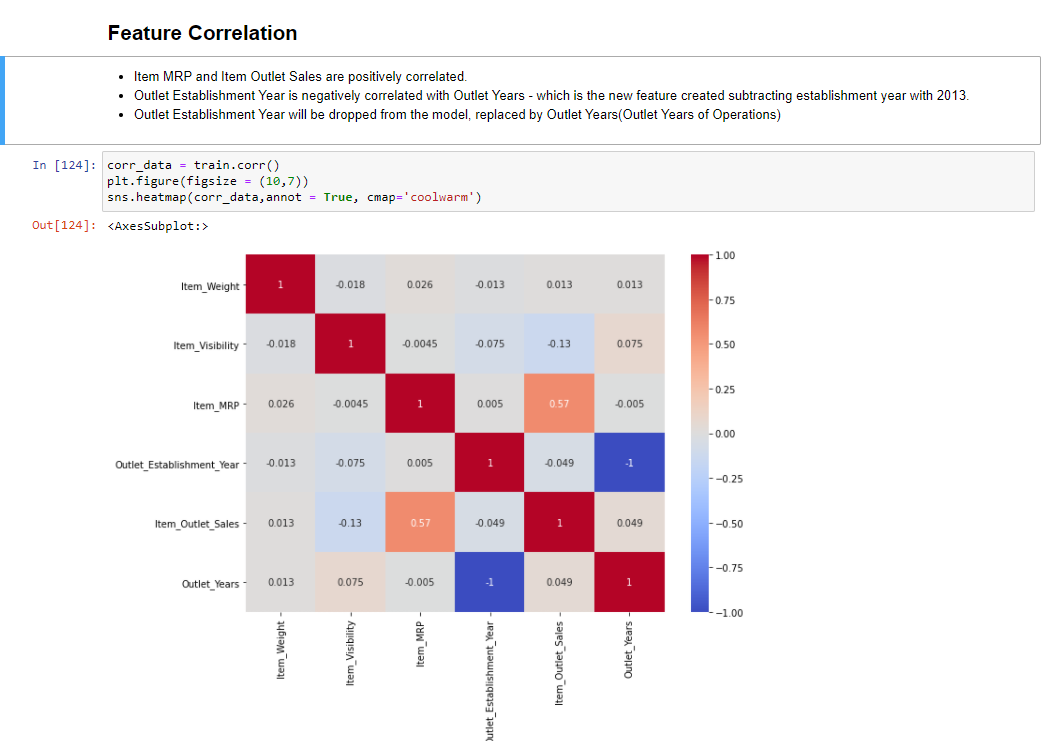 Feature Correlation
• Item MRP and Item Outlet Sales are positively correlated.
• Outlet Establishment Year is negatively correlated with Outlet Years - which is the new feature created subtracting establishment year with 2013.
• Outlet Establishment Year will be dropped from the model, replaced by Outlet Years(Outlet Years of Operations)
In [124]: corr_data = train.corr()
plt.figure(figsize = (10,7))
sns.heatmap(corr_data,annot = True, cmap='coolwarm')
Out[124]: <AxesSubplot:>
1.00
Item_Weight 1 -0.018 0.026 -0.013 0.013 0.013
0.75
Item_Visibility -0.018 1 -0.0045 -0.075 -0.13 0.075
0.50
Item_MRP 0.026 -0.0045 1 0.005 0.57 -0.005
0.25
0.00
Outlet_Establishment_Year -0.013 -0.075 0.005 1 -0.049 -1
-0.25
Item_Outlet_Sales 0.013 -0.13 0.57 -0.049 1 0.049
-0.50
Outlet_Years 0.013 0.075 -0.005 -1 0.049 1
-0.75
-1.00
Item_Weight
Item_Visibility
Item_MRP
utlet_Establishment_Year
Item_Outlet_Sales
Outlet_Years